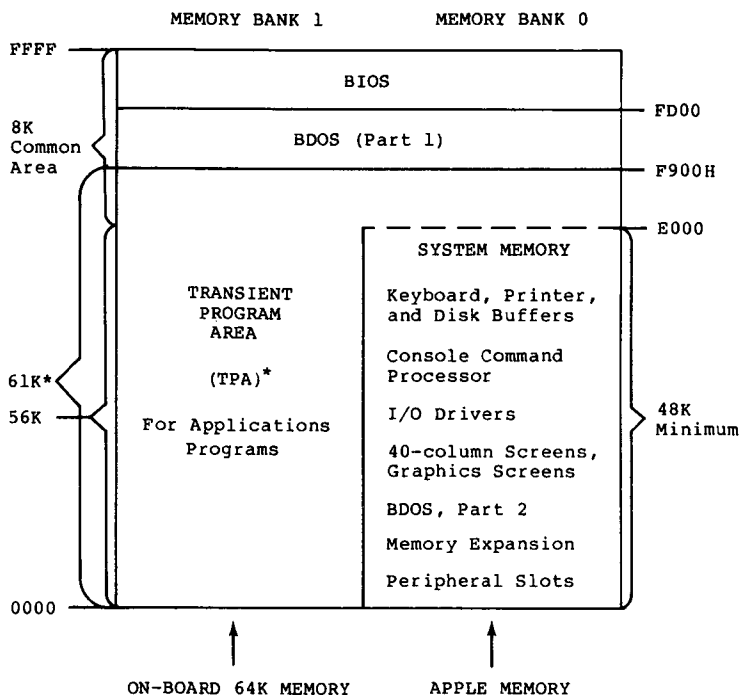 MEMORY BANK 1
MEMORY BANK 0
FFFF
BIOS
FD00
8K
Common
Area
BDOS (Part 1)
F900H
E000
SYSTEM MEMORY
TRANSIENT
PROGRAM
AREA
(TPA)*
For Applications
Programs
Keyboard, Printer,
and Disk Buffers
Console Command
Processor
I/O Drivers
40-column Screens,
Graphics Screens
BDOS, Part 2
Memory Expansion
Peripheral Slots
61K*
56K
48K
Minimum
0000
ON-BOARD 64K MEMORY
APPLE MEMORY